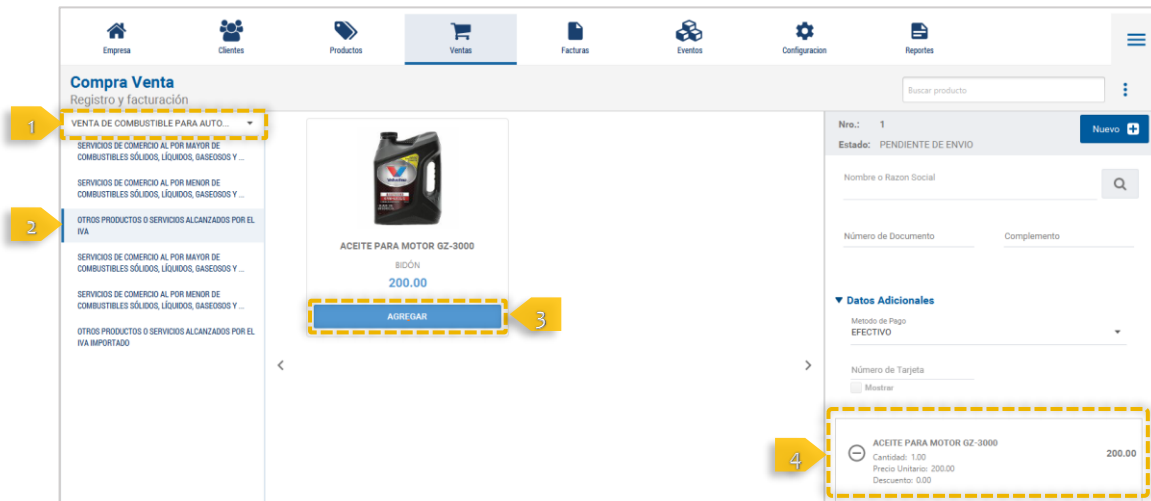 Empresa
Clientes
Productos
Ventas
Facturas
Eventos
Configuracion
Reportes
Compra Venta
Registro y facturación
Buscar producto
1
VENTA DE COMBUSTIBLE PARA AUTO...
SERVICIOS DE COMERCIO AL POR MAYOR DE
COMBUSTIBLES SÓLIDOS, LÍQUIDOS, GASEOSOS Y ...
SERVICIOS DE COMERCIO AL POR MENOR DE
COMBUSTIBLES SÓLIDOS, LÍQUIDOS, GASEOSOS Y ...
2
OTROS PRODUCTOS O SERVICIOS ALCANZADOS POR EL
IVA
SERVICIOS DE COMERCIO AL POR MAYOR DE
COMBUSTIBLES SÓLIDOS, LÍQUIDOS, GASEOSOS Y ...
SERVICIOS DE COMERCIO AL POR MENOR DE
COMBUSTIBLES SÓLIDOS, LÍQUIDOS, GASEOSOS Y ...
OTROS PRODUCTOS O SERVICIOS ALCANZADOS POR EL
IVA IMPORTADO
ACEITE PARA MOTOR GZ-3000
BIDÓN
200.00
AGREGAR
3
Nro.: 1
Estado: PENDIENTE DE ENVIO
Nuevo
Nombre o Razon Social
Número de Documento
Complemento
Datos Adicionales
Metodo de Pago
EFECTIVO
Número de Tarjeta
Mostrar
4
ACEITE PARA MOTOR GZ-3000
Cantidad: 1.00
Precio Unitario: 200.00
Descuento: 0.00
200.00